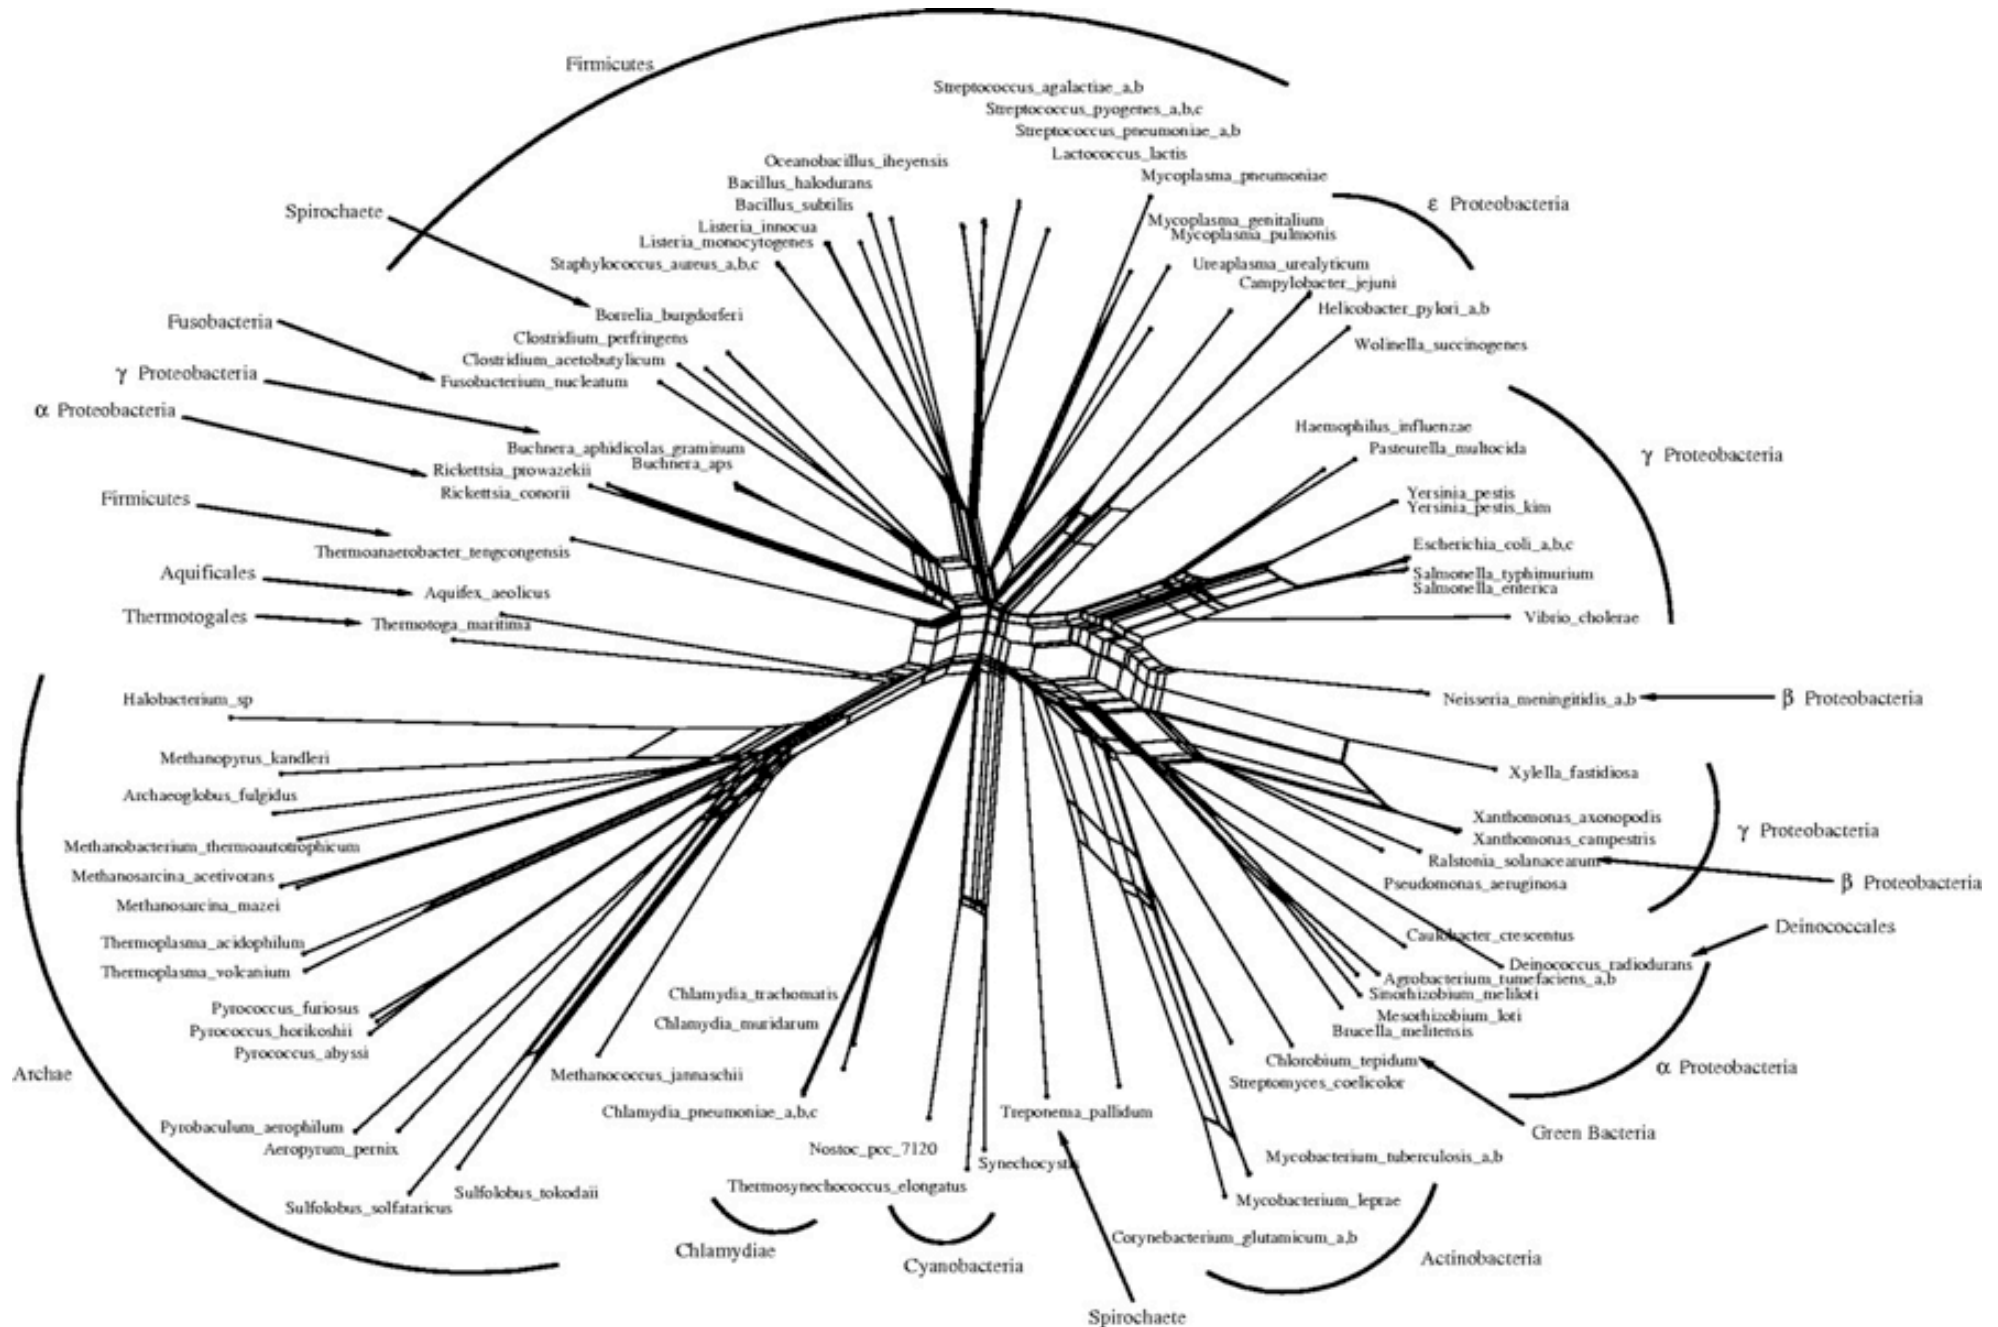 Firmicutes
Streptococcus_agalactiae_a,b
Streptococcus_pyogenes_a,b,c
Streptococcus_pneumoniae_a,b
Lactococcus_lactis
Oceanobacillus_iheyensis
Mycoplasma_pneumoniae
Bacillus_halodurans
Bacillus_subtilis
ε Proteobacteria
Spirochaete
Mycoplasma_genitalium
Listeria_innocua
Mycoplasma_pulmonis
Listeria_monocytogenes
Staphylococcus_aureus_a,b,c
Ureaplasma_urealyticum
Campylobacter_jejuni
Helicobacter_pylori_a,b
Borrelia_burgdorferi
Fusobacteria
Clostridium_perfringens
Wolinella_succinogenes
Clostridium_acetobutylicum
γ Proteobacteria
Fusobacterium_nucleatum
α Proteobacteria
Haemophilus_influenzae
Buchnera_aphidicolas_graminum
Pasteurella_multocida
γ Proteobacteria
Buchnera_aps
Rickettsia_prowazekii
Rickettsia_conorii
Yersinia_pestis
Firmicutes
Yersinia_pestis_kim
Escherichia_coli_a,b,c
Thermoanaerobacter_tengcongensis
Aquificales
Salmonella_typhimurium
Aquifex_aeolicus
Salmonella_enterica
Thermotogales
Thermotoga_maritima
Vibrio_cholerae
Halobacterium_sp
Neisseria_meningitidis_a,b
β Proteobacteria
Methanopyrus_kandleri
Xylella_fastidiosa
Archaeoglobus_fulgidus
Xanthomonas_axonopodis
γ Proteobacteria
Xanthomonas_campestris
Methanobacterium_thermoautotrophicum
Ralstonia_solanacearum
Methanosarcina_acetivorans
Pseudomonas_aeruginosa
β Proteobacteria
Methanosarcina_mazei
Deinococcales
Caulobacter_crescentus
Thermoplasma_acidophilum
Deinococcus_radiodurans
Thermoplasma_volcanium
Agrobacterium_tumefaciens_a,b
Chlamydia_trachomatis
Sinorhizobium_meliloti
Pyrococcus_furiosus
Mesorhizobium_loti
Chlamydia_muridarum
Pyrococcus_horikoshii
Brucella_melitensis
Pyrococcus_abyssi
Chlorobium_tepidum
α Proteobacteria
Archae
Methanococcus_jannaschii
Streptomyces_coelicolor
Chlamydia_pneumoniae_a,b,c
Treponema_pallidum
Pyrobaculum_aerophilum
Green Bacteria
Aeropyrum_pernix
Nostoc_pcc_7120
Mycobacterium_tuberculosis_a,b
Synechocystis
Thermosynechococcus_elongatus
Sulfolobus_tokodaii
Mycobacterium_leprae
Sulfolobus_solfataricus
Corynebacterium_glutamicum_a,b
Chlamydiae
Actinobacteria
Cyanobacteria
Spirochaete